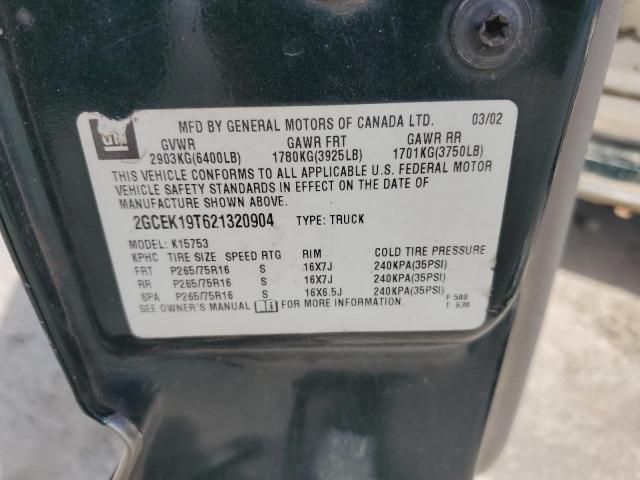 GM
MFD BY GENERAL MOTORS OF CANADA LTD. 03/02
GVWR GAWR FRT GAWR RR
2903KG(6400LB) 1780KG(3925LB) 1701KG(3750LB)
THIS VEHICLE CONFORMS TO ALL APPLICABLE U.S. FEDERAL MOTOR
VEHICLE SAFETY STANDARDS IN EFFECT ON THE DATE OF
MANUFACTURE SHOWN ABOVE.
2GCEK19T621320904 TYPE: TRUCK
MODEL: K15753
KPHC TIRE SIZE SPEED RTG RIM COLD TIRE PRESSURE
FRT P265/75R16 S 16X7J 240KPA(35PSI)
RR P265/75R16 S 16X7J 240KPA(35PSI)
SPA P265/75R16 S 16X6.5J 240KPA(35PSI)
SEE OWNER'S MANUAL FOR MORE INFORMATION. F 580
T 630